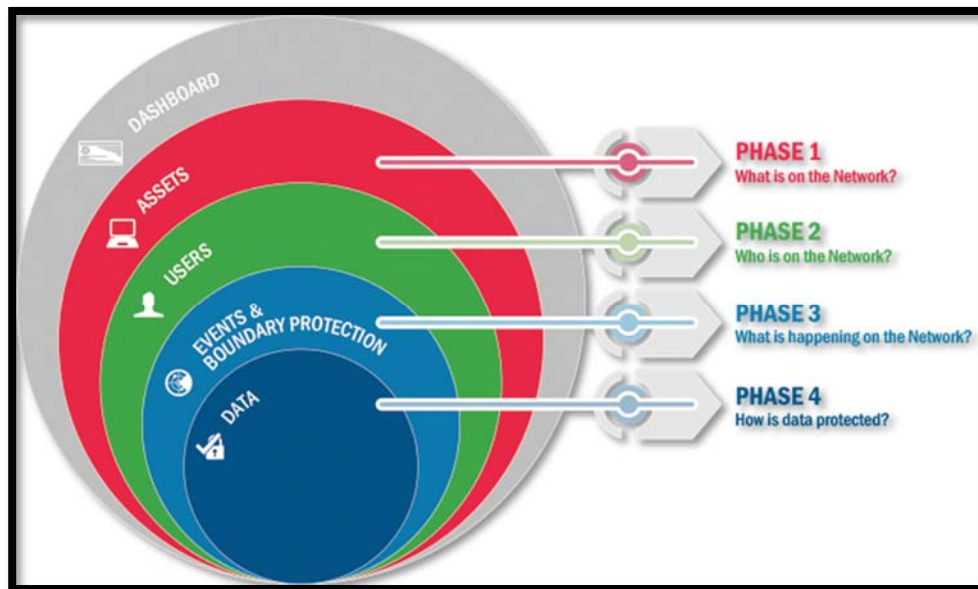 DASHBOARD
ASSETS
USERS
EVENTS &
BOUNDARY PROTECTION
DATA
PHASE 1
What is on the Network?
PHASE 2
Who is on the Network?
PHASE 3
What is happening on the Network?
PHASE 4
How is data protected?